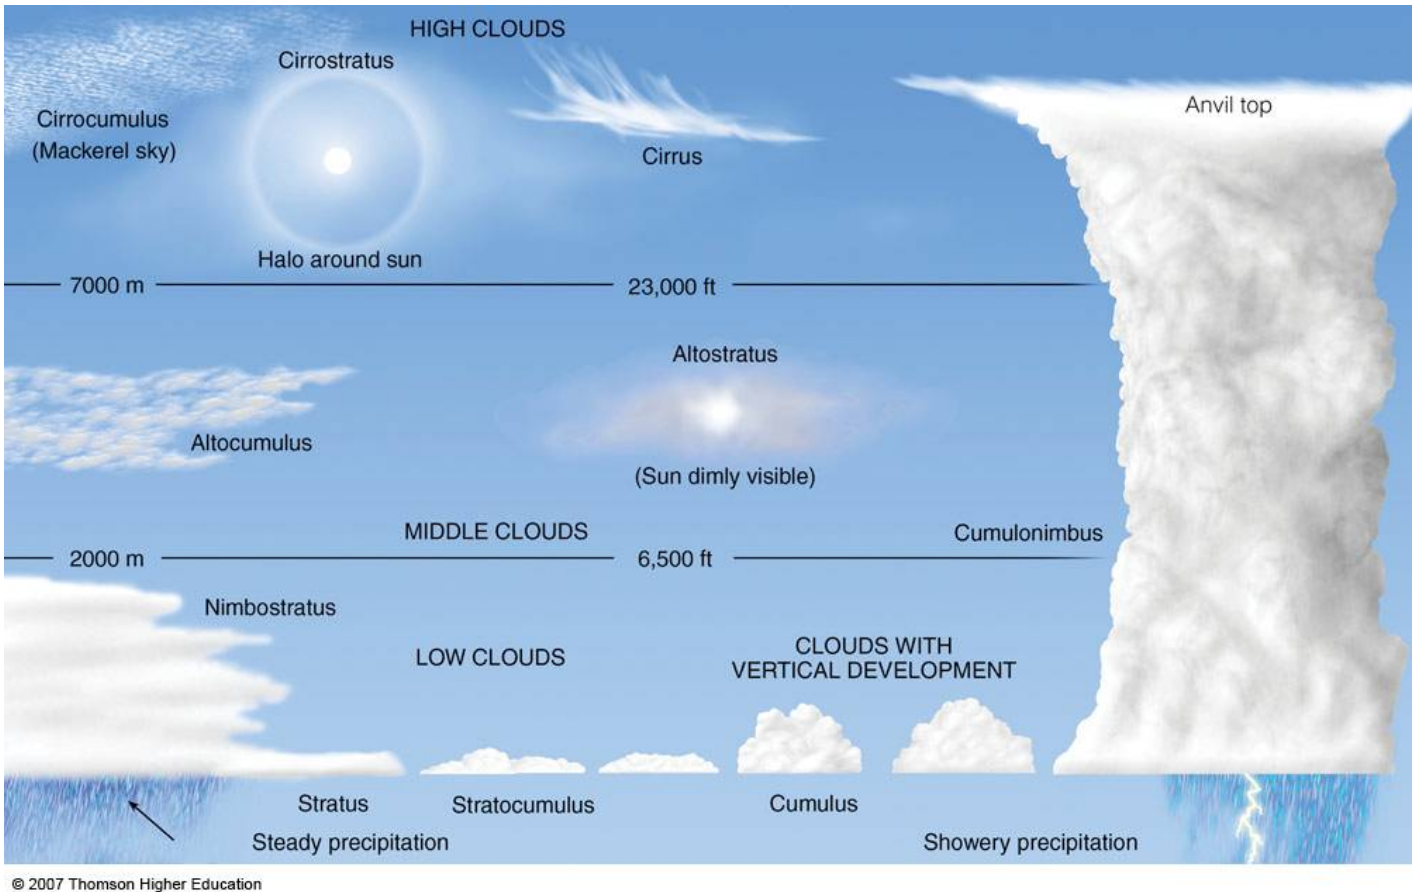 HIGH CLOUDS
Cirrostratus
Cirrocumulus
(Mackerel sky)
Cirrus
Anvil top
Halo around sun
7000 m
23,000 ft
Altostratus
Altocumulus
(Sun dimly visible)
MIDDLE CLOUDS
Cumulonimbus
2000 m
6,500 ft
Nimbostratus
LOW CLOUDS
CLOUDS WITH
VERTICAL DEVELOPMENT
Stratus
Stratocumulus
Cumulus
Steady precipitation
Showery precipitation
© 2007 Thomson Higher Education